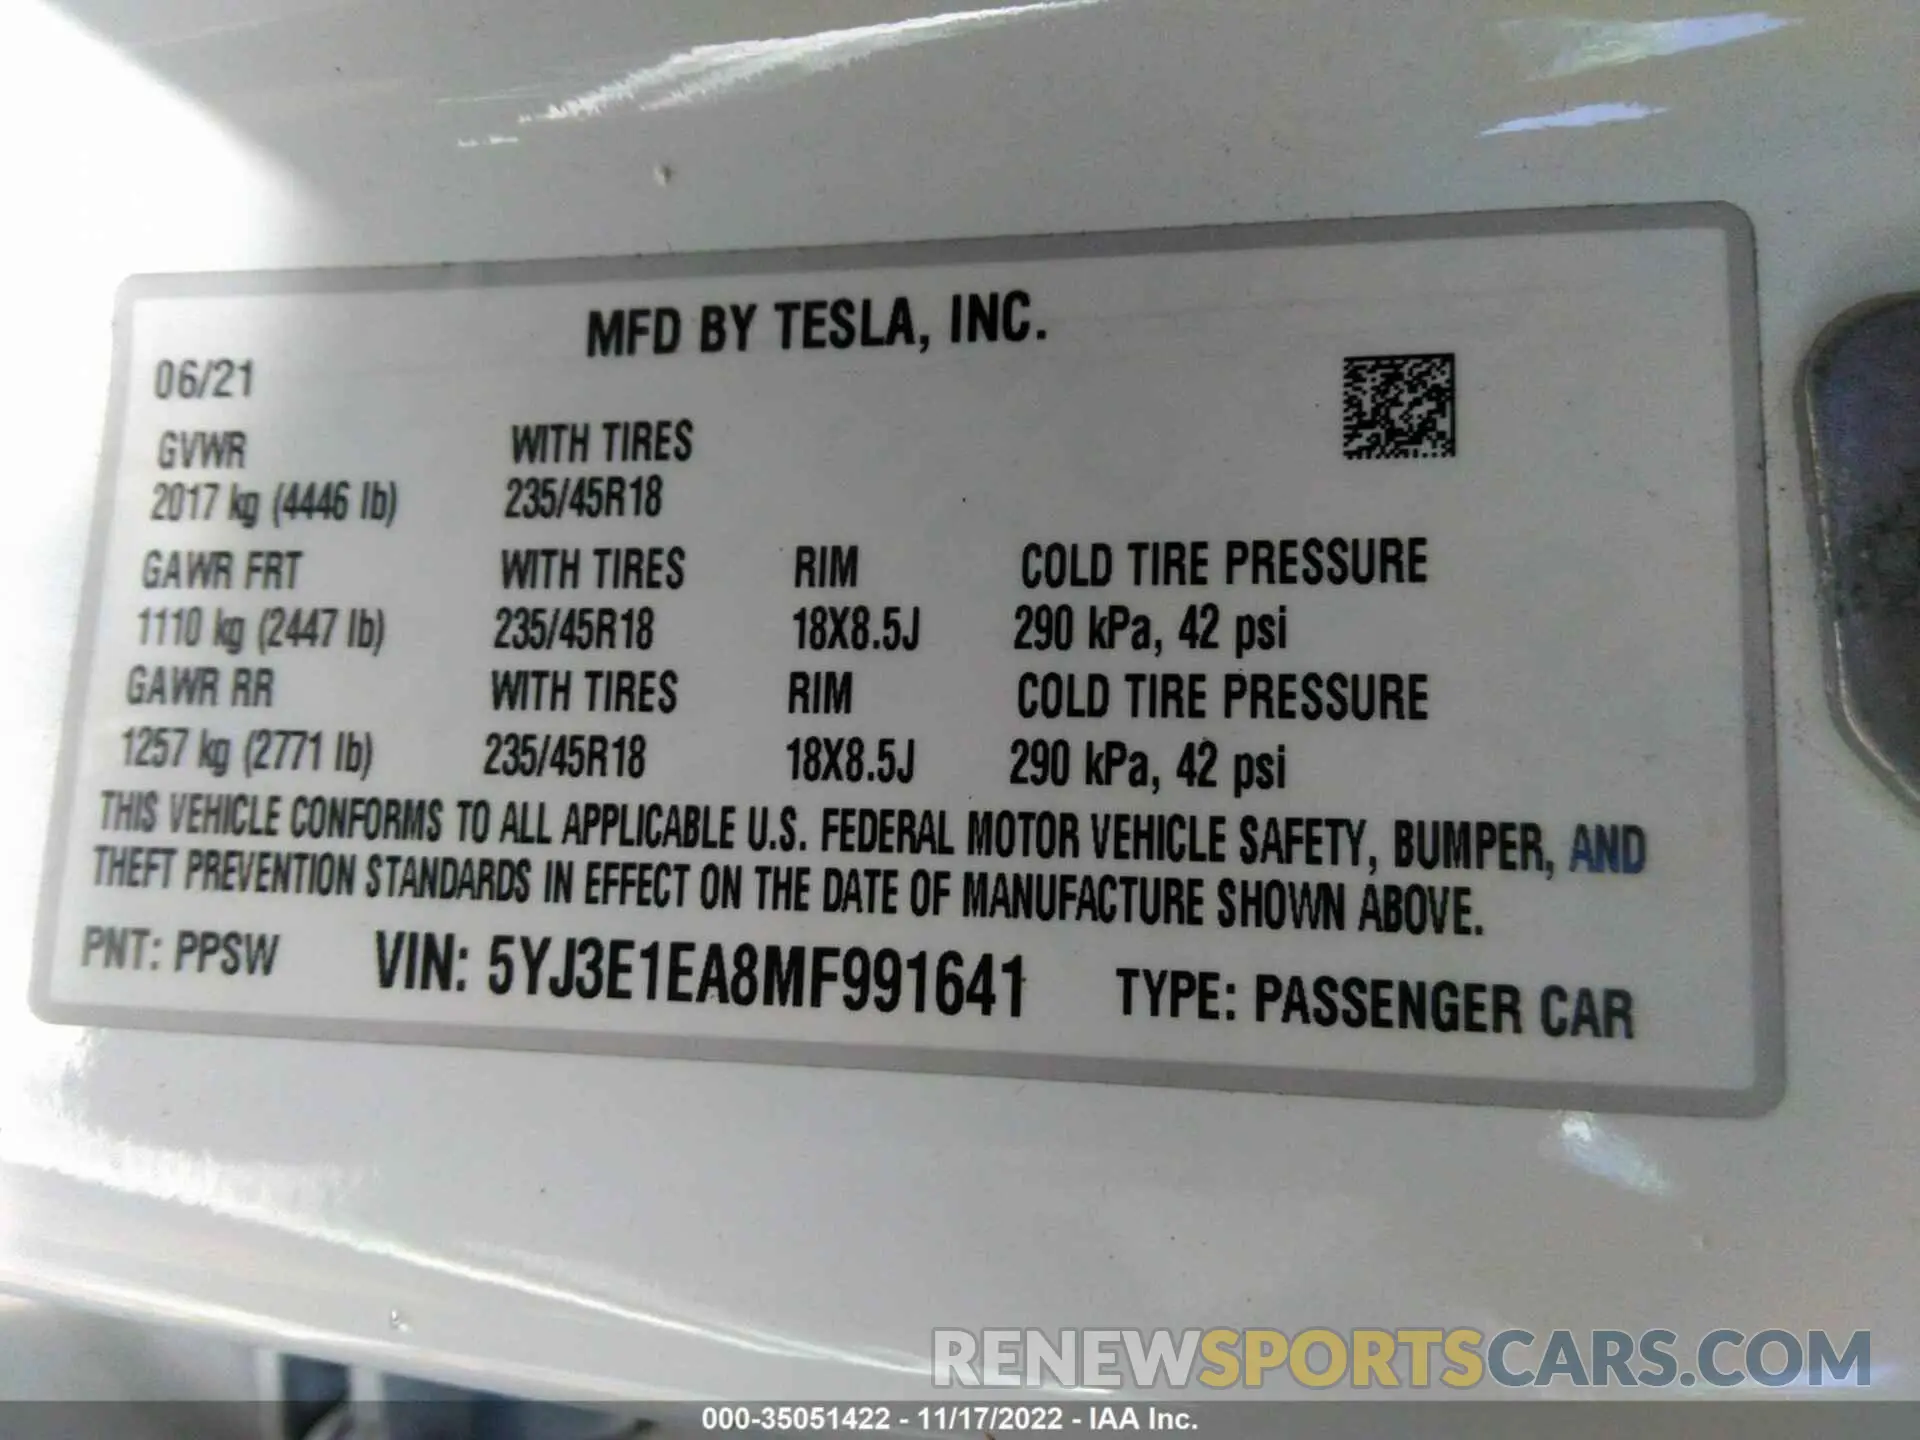 MFD BY TESLA, INC.
06/21
GVWR WITH TIRES
2017 kg (4446 lb) 235/45R18
GAWR FRT WITH TIRES RIM COLD TIRE PRESSURE
1110 kg (2447 lb) 235/45R18 18X8.5J 290 kPa, 42 psi
GAWR RR WITH TIRES RIM COLD TIRE PRESSURE
1257 kg (2771 lb) 235/45R18 18X8.5J 290 kPa, 42 psi
THIS VEHICLE CONFORMS TO ALL APPLICABLE U.S. FEDERAL MOTOR VEHICLE SAFETY, BUMPER, AND
THEFT PREVENTION STANDARDS IN EFFECT ON THE DATE OF MANUFACTURE SHOWN ABOVE.
PNT: PPSW VIN: 5YJ3E1EA8MF991641 TYPE: PASSENGER CAR
RENEWSPORTSCARS.COM
000-35051422 - 11/17/2022 - IAA Inc.